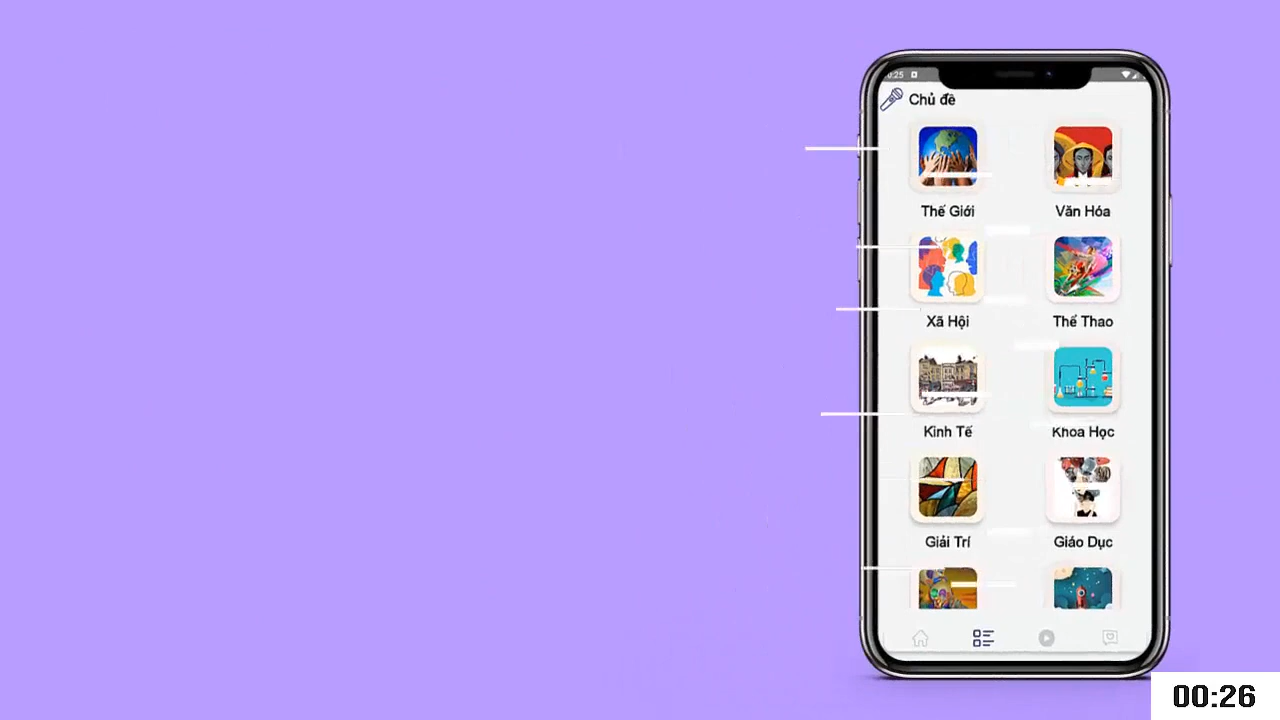 :25
Chủ đề
Thế Giới
Văn Hóa
Xã Hội
Thể Thao
Kinh Tế
Khoa Học
Giải Trí
Giáo Dục
00:26